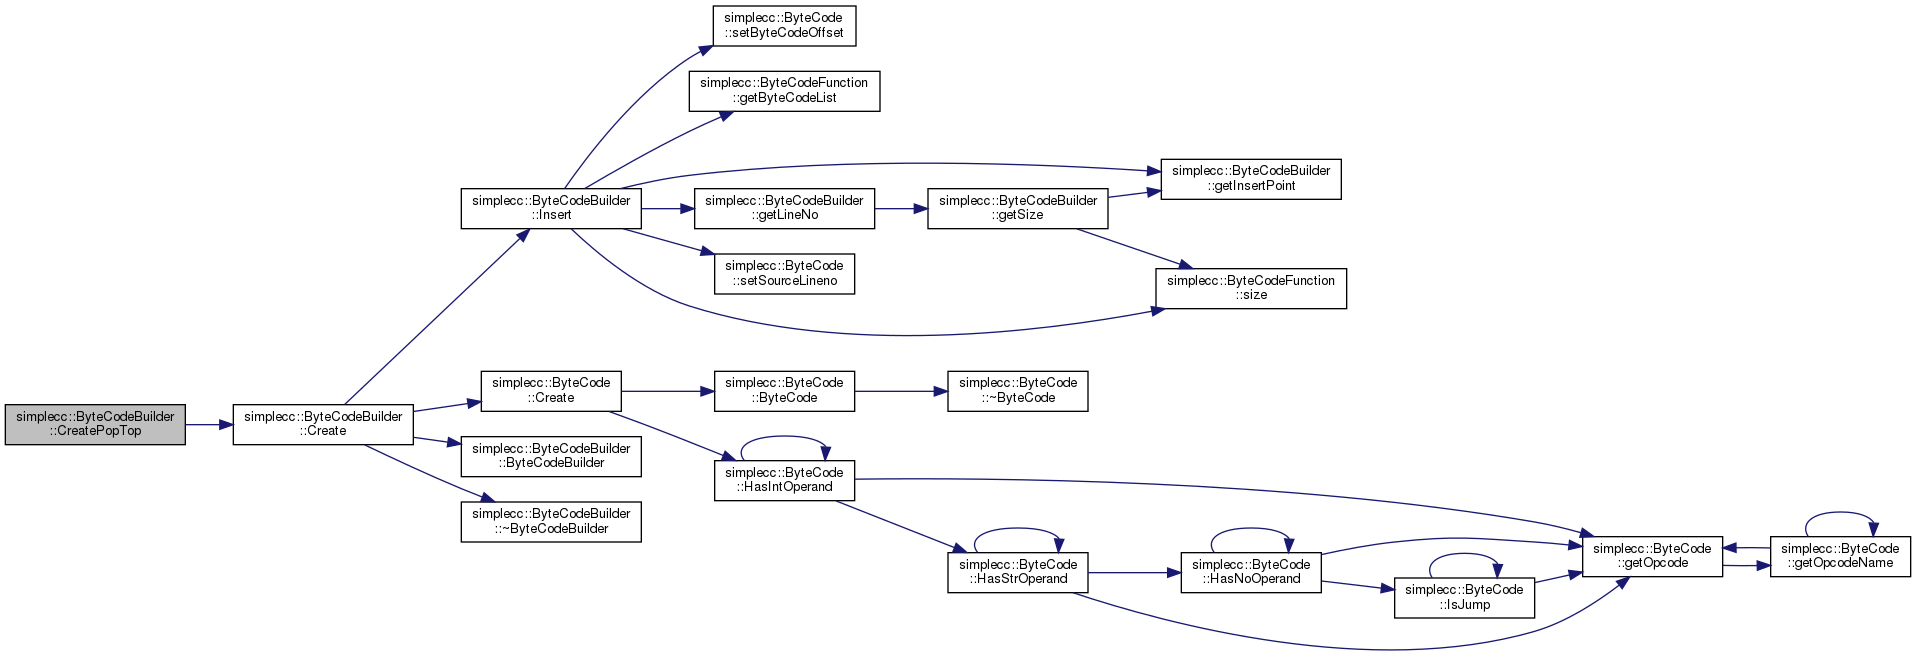 simplecc::ByteCodeBuilder
::CreatePopTop
simplecc::ByteCodeBuilder
::Create
simplecc::ByteCodeBuilder
::Insert
simplecc::ByteCode
::setByteCodeOffset
simplecc::ByteCodeFunction
::getByteCodeList
simplecc::ByteCodeBuilder
::getInsertPoint
simplecc::ByteCodeBuilder
::getLineNo
simplecc::ByteCodeBuilder
::getSize
simplecc::ByteCode
::setSourceLineno
simplecc::ByteCodeFunction
::size
simplecc::ByteCode
::Create
simplecc::ByteCode
::ByteCode
simplecc::ByteCode
::~ByteCode
simplecc::ByteCodeBuilder
::ByteCodeBuilder
simplecc::ByteCodeBuilder
::~ByteCodeBuilder
simplecc::ByteCode
::HasIntOperand
simplecc::ByteCode
::HasStrOperand
simplecc::ByteCode
::HasNoOperand
simplecc::ByteCode
::IsJump
simplecc::ByteCode
::getOpcode
simplecc::ByteCode
::getOpcodeName